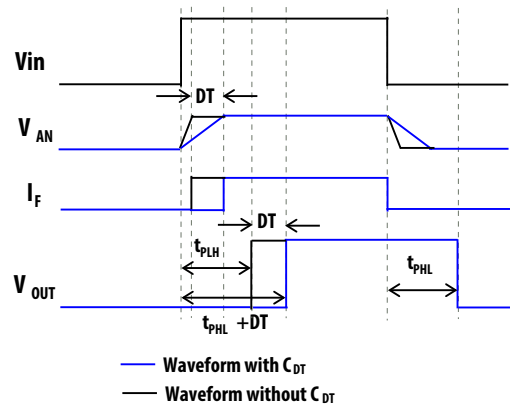 Vin
DT
V AN
I F
DT
t PLH
t PHL
V OUT
t PHL +DT
Waveform with C DT
Waveform without C DT